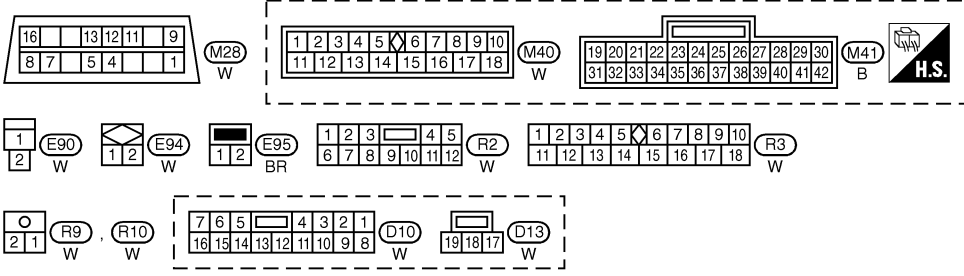 16 13 12 11 9
8 7 5 4 1
M28
W
1 2 3 4 5 6 7 8 9 10
11 12 13 14 15 16 17 18
M40
W
19 20 21 22 23 24 25 26 27 28 29 30
31 32 33 34 35 36 37 38 39 40 41 42
M41
B
H.S.
1
2
E90
W
1 2
E94
W
1 2
E95
BR
1 2 3 4 5
6 7 8 9 10 11 12
R2
W
1 2 3 4 5 6 7 8 9 10
11 12 13 14 15 16 17 18
R3
W
2 1
R9 , R10
W W
7 6 5 4 3 2 1
16 15 14 13 12 11 10 9 8
D10
W
19 18 17
D13
W